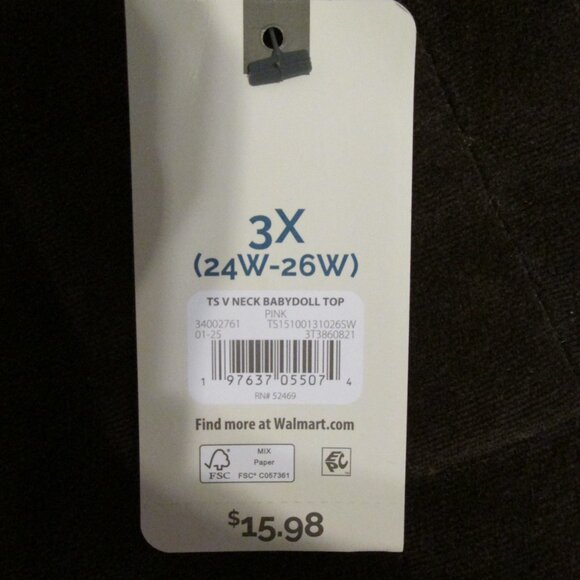 3X
(24W-26W)
TS V NECK BABYDOLL TOP
PINK
34002761 TS151001310265W
01-25 3T3860821
1 97637 05507 4
RN# 52469
Find more at Walmart.com
FSC
MIX
Paper
FSC® C057361
EPC
$15.98